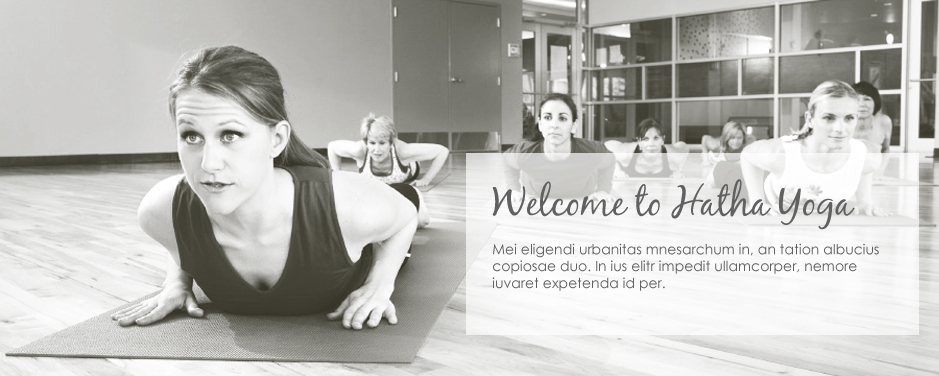 Welcome to Hatha Yoga
Mei eligendi urbanitas mnesarchum in, an tation albucius
copiosae duo. In ius elitr impedit ullamcorper, nemore
iuvaret expetenda id per.